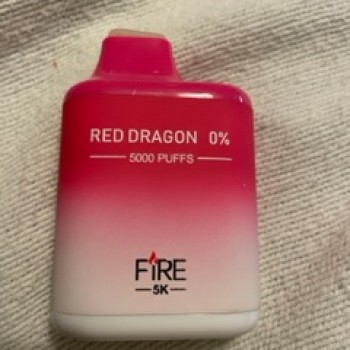 RED DRAGON 0%
5000 PUFFS
FIRE
5K